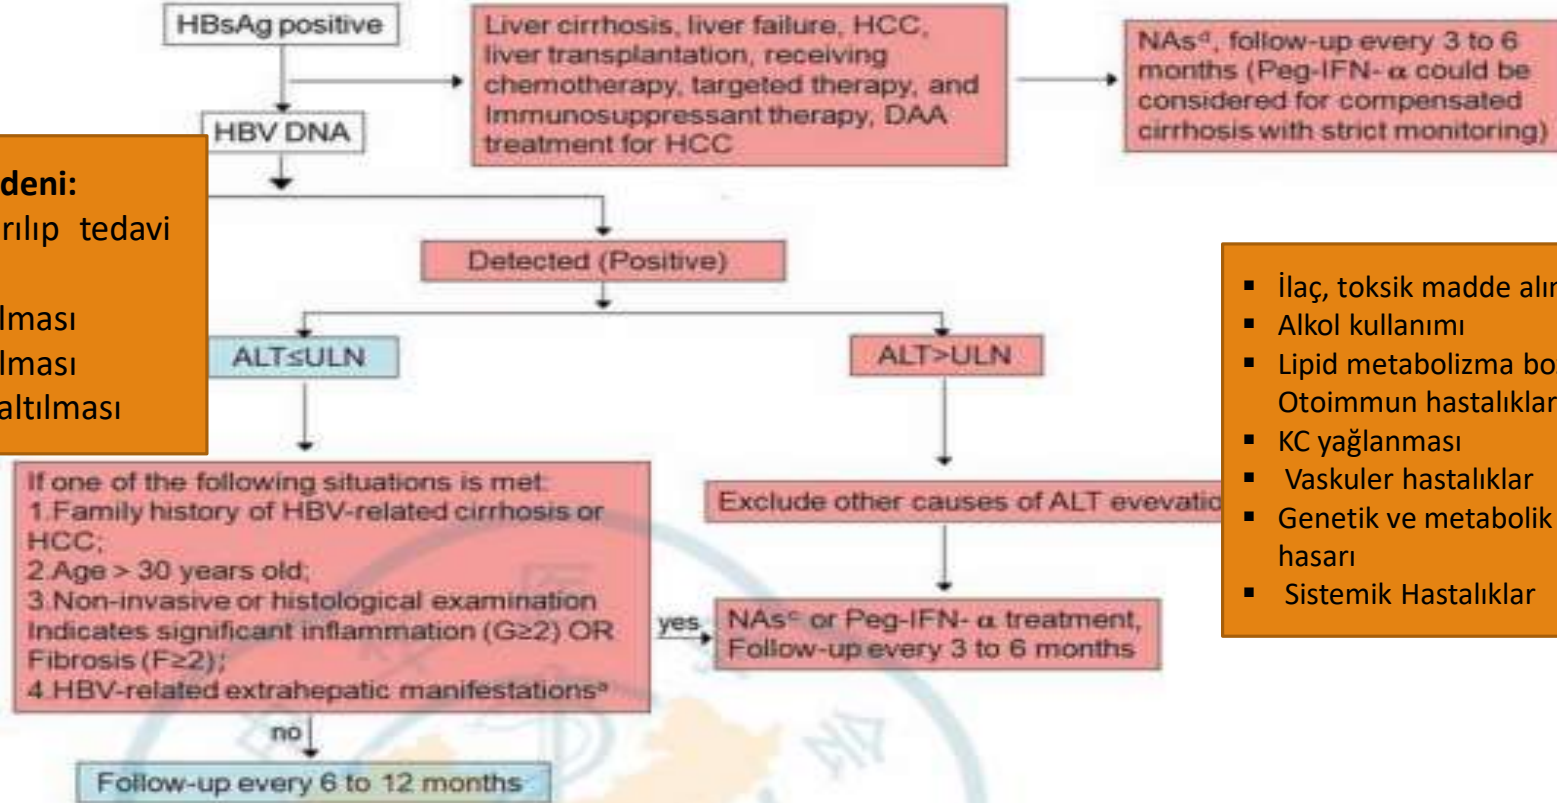 HBsAg positive
HBV DNA
Liver cirrhosis, liver failure, HCC,
liver transplantation, receiving
chemotherapy, targeted therapy, and
Immunosuppressant therapy, DAA
treatment for HCC
NAsᵈ, follow-up every 3 to 6
months (Peg-IFN- α could be
considered for compensated
cirrhosis with strict monitoring)
deni:
rılıp tedavi
lması
lması
altılması
Detected (Positive)
ALT≤ULN
ALT>ULN
If one of the following situations is met:
1.Family history of HBV-related cirrhosis or
HCC;
2.Age > 30 years old;
3.Non-invasive or histological examination
Indicates significant inflammation (G≥2) OR
Fibrosis (F≥2);
4.HBV-related extrahepatic manifestationsᵃ
yes
no
Follow-up every 6 to 12 months
Exclude other causes of ALT evevatio
NAsᶜ or Peg-IFN- α treatment,
Follow-up every 3 to 6 months
▪ İlaç, toksik madde alır
▪ Alkol kullanımı
▪ Lipid metabolizma bo
Otoimmun hastalıklar
▪ KC yağlanması
▪ Vaskuler hastalıklar
▪ Genetik ve metabolik
hasarı
▪ Sistemik Hastalıklar